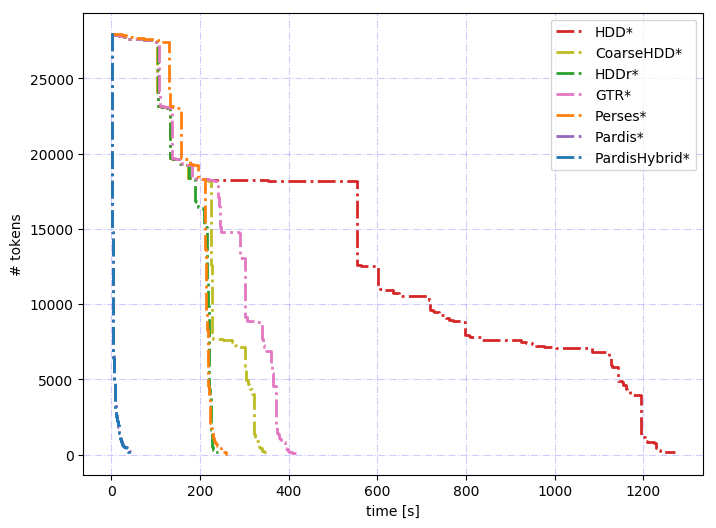 HDD*
CoarseHDD*
HDDr*
GTR*
Perses*
Pardis*
PardisHybrid*
25000
20000
15000
10000
5000
0
# tokens
0 200 400 600 800 1000 1200
time [s]